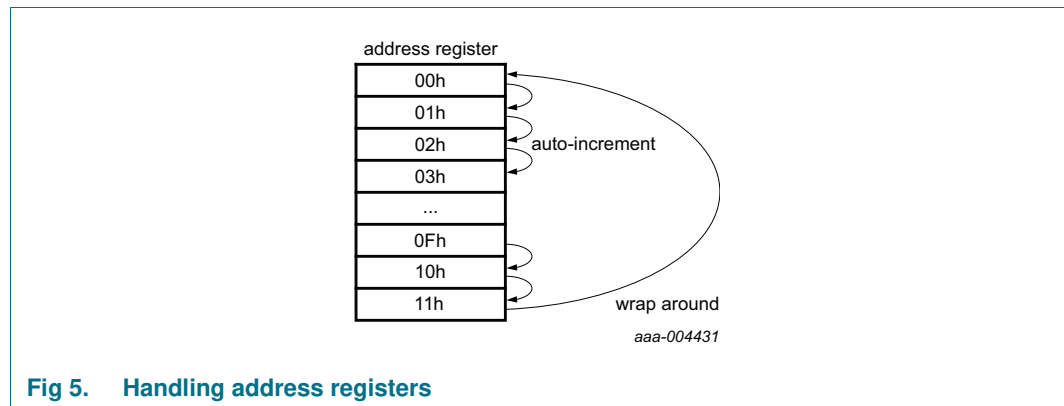 address register
00h
01h
02h
auto-increment
03h
...
0Fh
10h
11h
wrap around
aaa-004431
Fig 5. Handling address registers